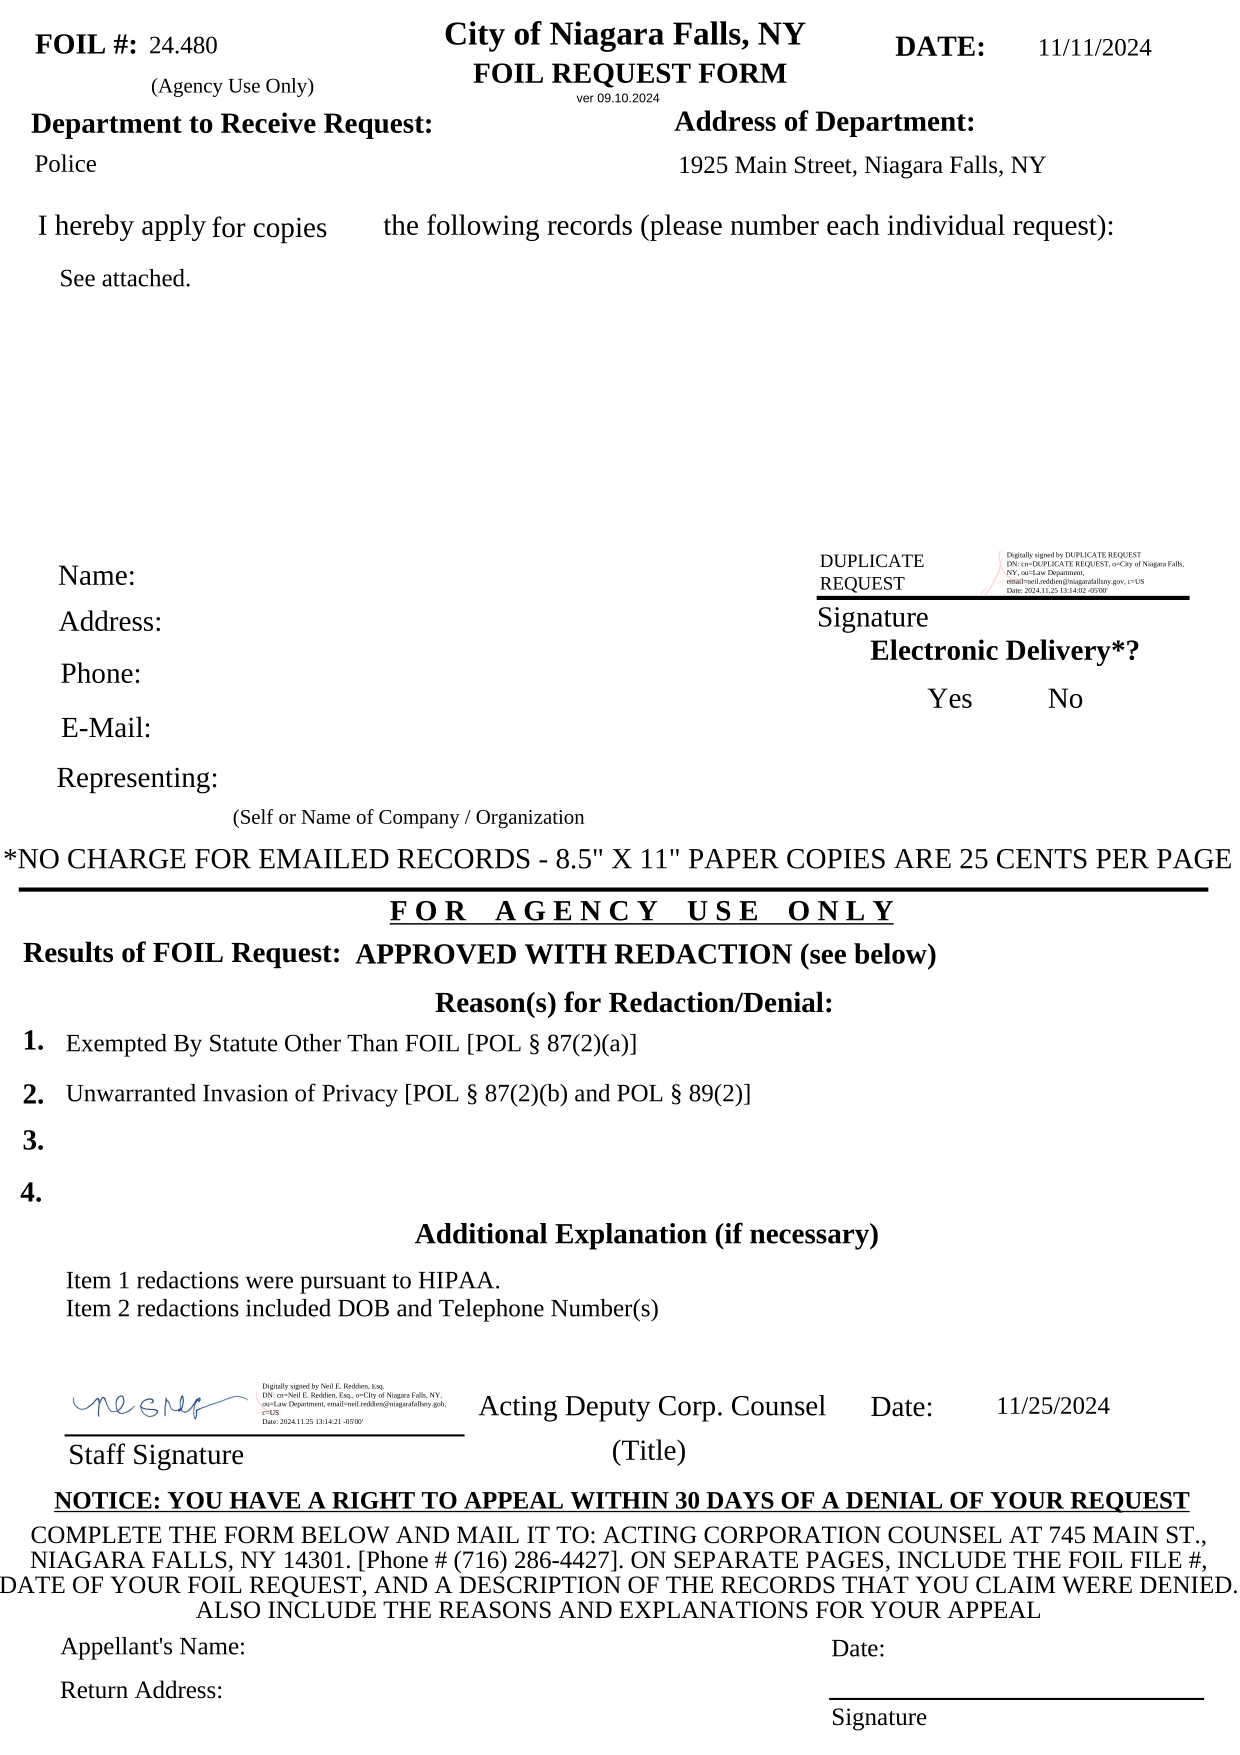 FOIL #: 24.480
City of Niagara Falls, NY
DATE: 11/11/2024
(Agency Use Only)
FOIL REQUEST FORM
ver 09.10.2024
Department to Receive Request:
Address of Department:
Police
1925 Main Street, Niagara Falls, NY
I hereby apply for copies the following records (please number each individual request):
See attached.
Name:
DUPLICATE
REQUEST
Digitally signed by DUPLICATE REQUEST
DN: cn=DUPLICATE REQUEST, o=City of Niagara Falls,
NY, ou=Law Department,
email=neil.reddien@niagarafallsny.gov, c=US
Date: 2024.11.25 13:14:02 -05'00'
Signature
Address:
Electronic Delivery*?
Phone:
Yes No
E-Mail:
Representing:
(Self or Name of Company / Organization
*NO CHARGE FOR EMAILED RECORDS - 8.5" X 11" PAPER COPIES ARE 25 CENTS PER PAGE
FOR AGENCY USE ONLY
Results of FOIL Request: APPROVED WITH REDACTION (see below)
Reason(s) for Redaction/Denial:
1. Exempted By Statute Other Than FOIL [POL § 87(2)(a)]
2. Unwarranted Invasion of Privacy [POL § 87(2)(b) and POL § 89(2)]
3.
4.
Additional Explanation (if necessary)
Item 1 redactions were pursuant to HIPAA.
Item 2 redactions included DOB and Telephone Number(s)
Digitally signed by Neil E. Reddien, Esq.
DN: cn=Neil E. Reddien, Esq., o=CIty of Niagara Falls, NY,
ou=Law Department, email=neil.reddien@niagarafallsny.gob,
c=US
Date: 2024.11.25 13:14:21 -05'00'
Acting Deputy Corp. Counsel Date: 11/25/2024
Staff Signature
(Title)
NOTICE: YOU HAVE A RIGHT TO APPEAL WITHIN 30 DAYS OF A DENIAL OF YOUR REQUEST
COMPLETE THE FORM BELOW AND MAIL IT TO: ACTING CORPORATION COUNSEL AT 745 MAIN ST.,
NIAGARA FALLS, NY 14301. [Phone # (716) 286-4427]. ON SEPARATE PAGES, INCLUDE THE FOIL FILE #,
DATE OF YOUR FOIL REQUEST, AND A DESCRIPTION OF THE RECORDS THAT YOU CLAIM WERE DENIED.
ALSO INCLUDE THE REASONS AND EXPLANATIONS FOR YOUR APPEAL
Appellant's Name:
Date:
Return Address:
Signature